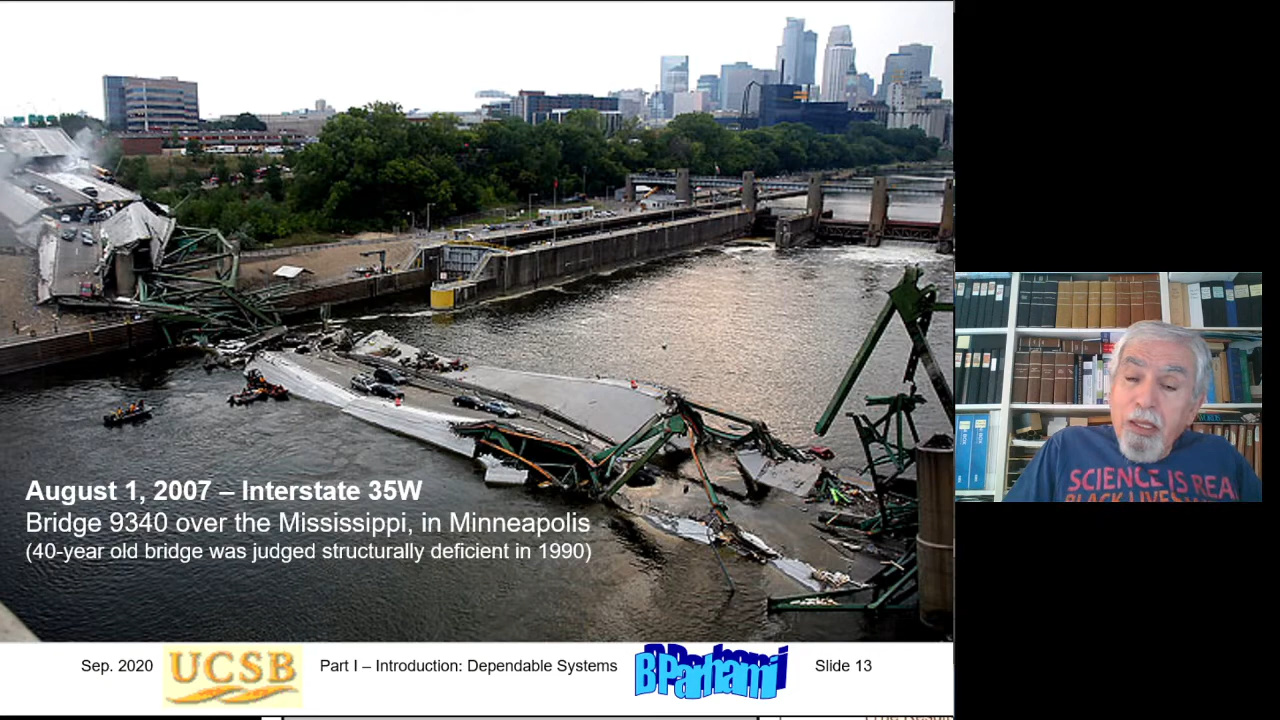 August 1, 2007 – Interstate 35W
Bridge 9340 over the Mississippi, in Minneapolis
(40-year old bridge was judged structurally deficient in 1990)
Sep. 2020
UCSB
Part I – Introduction: Dependable Systems
B Parhami
Slide 13
SCIENCE IS REA
BLACK LIVES